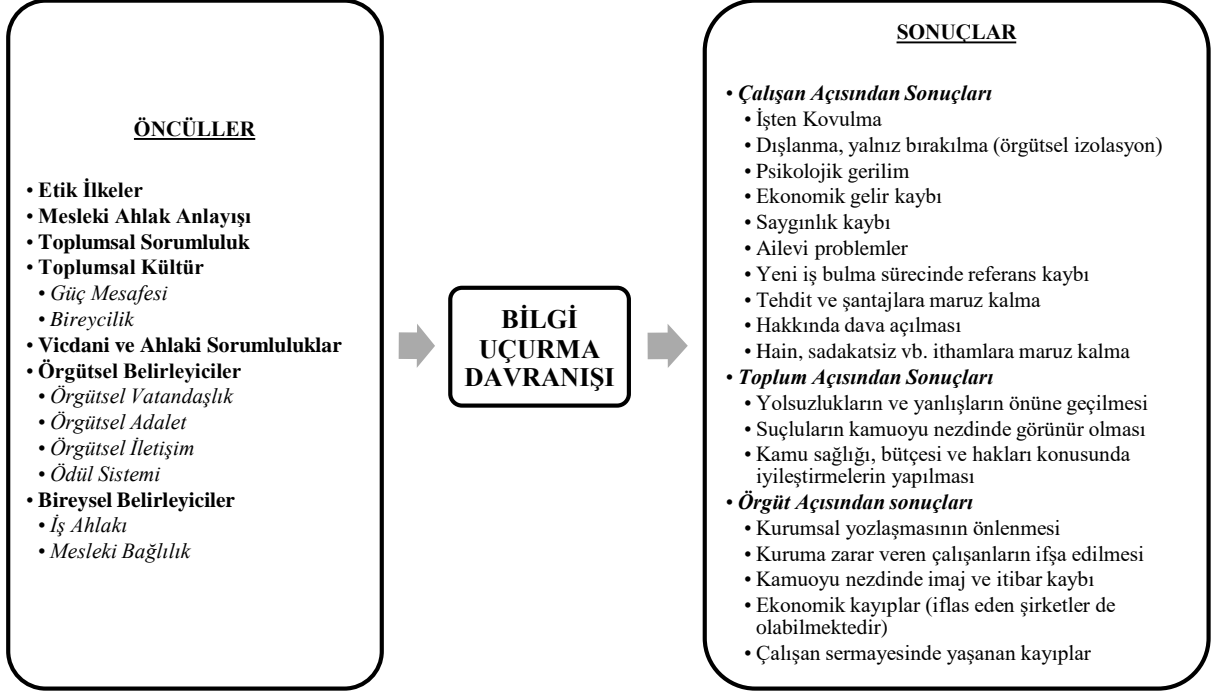 ÖNCÜLLER
• Etik İlkeler
• Mesleki Ahlak Anlayışı
• Toplumsal Sorumluluk
• Toplumsal Kültür
• Güç Mesafesi
• Bireycilik
• Vicdani ve Ahlaki Sorumluluklar
• Örgütsel Belirleyiciler
• Örgütsel Vatandaşlık
• Örgütsel Adalet
• Örgütsel İletişim
• Ödül Sistemi
• Bireysel Belirleyiciler
• İş Ahlakı
• Mesleki Bağlılık
BİLGİ
UÇURMA
DAVRANIŞI
SONUÇLAR
• Çalışan Açısından Sonuçları
• İşten Kovulma
• Dışlanma, yalnız bırakılma (örgütsel izolasyon)
• Psikolojik gerilim
• Ekonomik gelir kaybı
• Saygınlık kaybı
• Ailevi problemler
• Yeni iş bulma sürecinde referans kaybı
• Tehdit ve şantajlara maruz kalma
• Hakkında dava açılması
• Hain, sadakatsiz vb. ithamlara maruz kalma
• Toplum Açısından Sonuçları
• Yolsuzlukların ve yanlışların önüne geçilmesi
• Suçluların kamuoyu nezdinde görünür olması
• Kamu sağlığı, bütçesi ve hakları konusunda
iyileştirmelerin yapılması
• Örgüt Açısından sonuçları
• Kurumsal yozlaşmasının önlenmesi
• Kuruma zarar veren çalışanların ifşa edilmesi
• Kamuoyu nezdinde imaj ve itibar kaybı
• Ekonomik kayıplar (iflas eden şirketler de
olabilmektedir)
• Çalışan sermayesinde yaşanan kayıplar